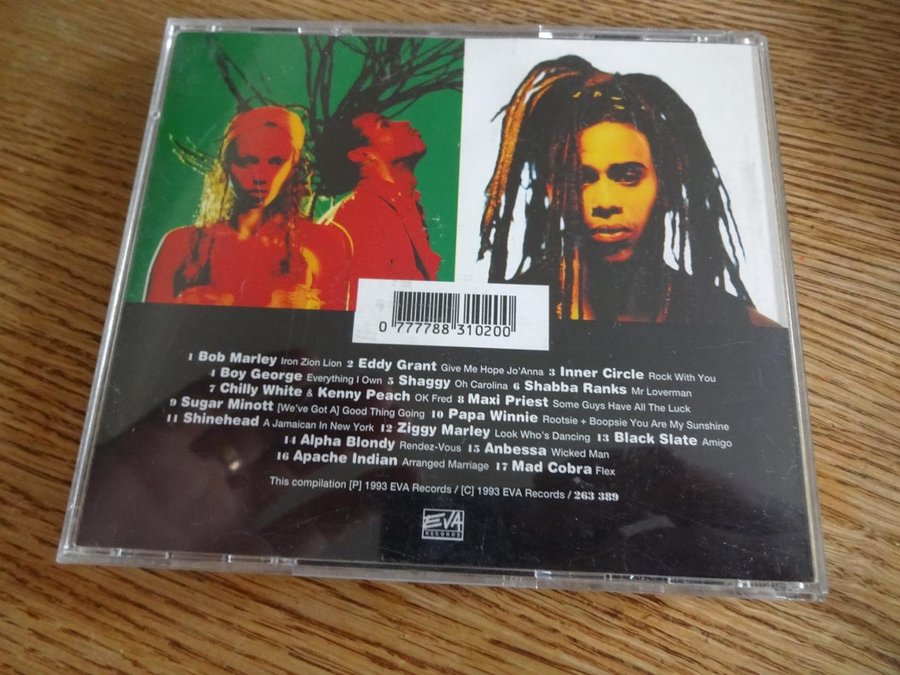 0 777788 310200
1 Bob Marley Iron Zion Lion 2 Eddy Grant Give Me Hope Jo'Anna 3 Inner Circle Rock With You
4 Boy George Everything I Own 5 Shaggy Oh Carolina 6 Shabba Ranks Mr Loverman
7 Chilly White & Kenny Peach OK Fred 8 Maxi Priest Some Guys Have All The Luck
9 Sugar Minott [We've Got A] Good Thing Going 10 Papa Winnie Rootsie + Boopsie You Are My Sunshine
11 Shinehead A Jamaican In New York 12 Ziggy Marley Look Who's Dancing 13 Black Slate Amigo
14 Alpha Blondy Rendez-Vous 15 Anbessa Wicked Man
16 Apache Indian Arranged Marriage 17 Mad Cobra Flex
This compilation [P] 1993 EVA Records / [C] 1993 EVA Records / 263 389
EVA
RECORDS